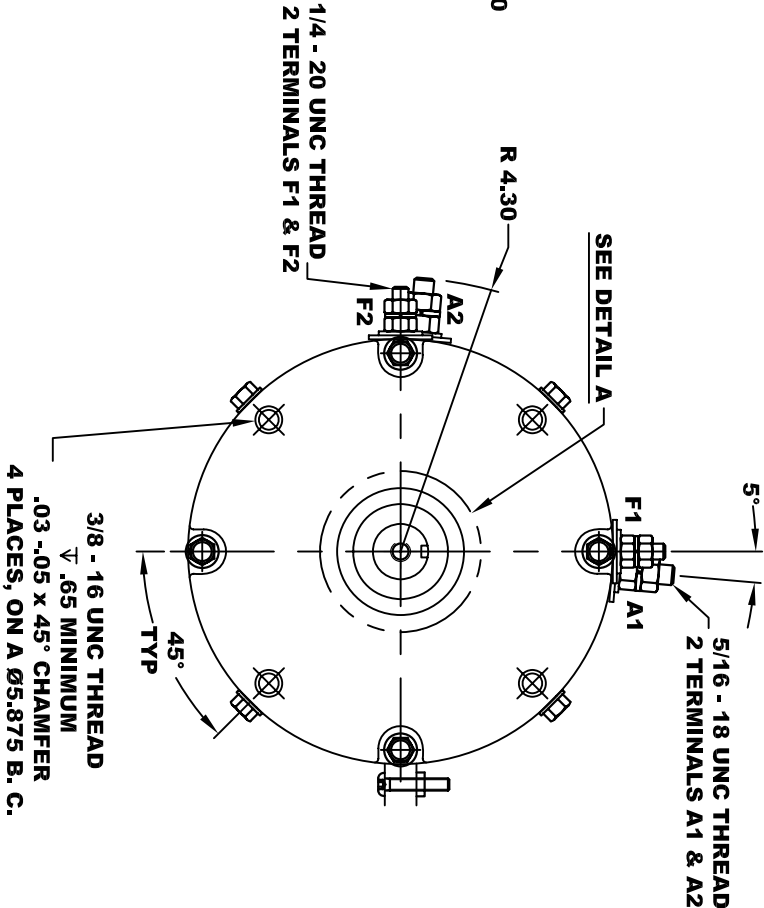 0
1/4 - 20 UNC THREAD
2 TERMINALS F1 & F2
R 4.30
SEE DETAIL A
A2
F2
F1
A1
5°
5/16 - 18 UNC THREAD
2 TERMINALS A1 & A2
45°
TYP
3/8 - 16 UNC THREAD
↧ .65 MINIMUM
.03 -.05 x 45° CHAMFER
4 PLACES, ON A Ø5.875 B. C.